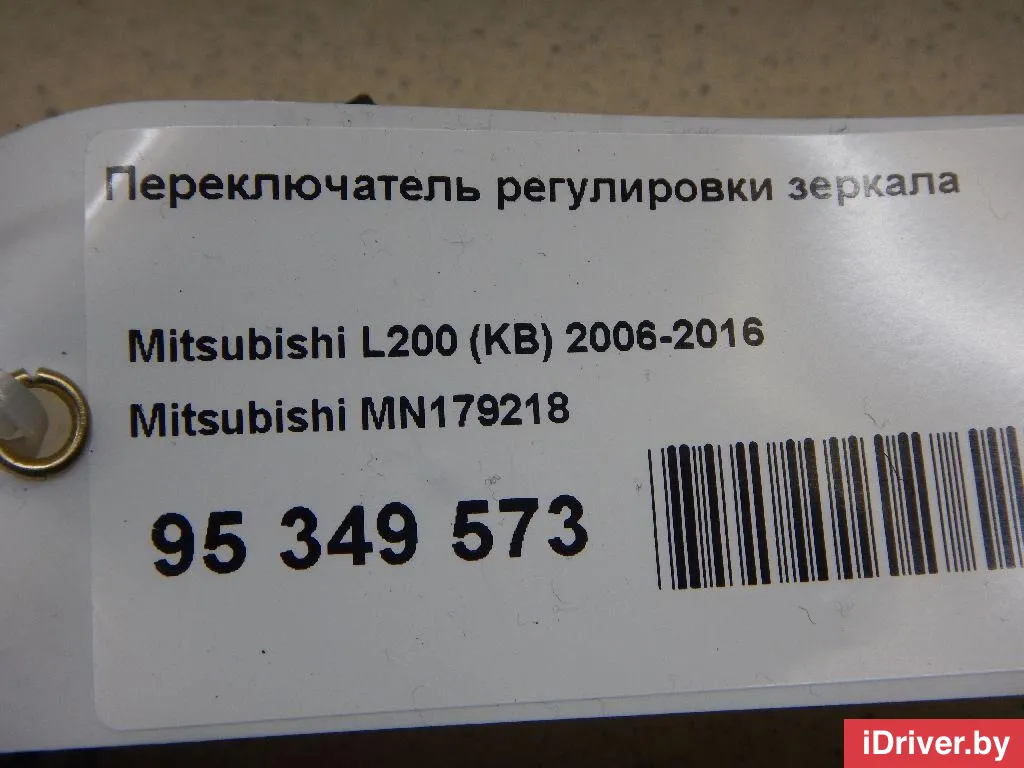 Переключатель регулировки зеркала
Mitsubishi L200 (KB) 2006-2016
Mitsubishi MN179218
95 349 573
iDriver.by